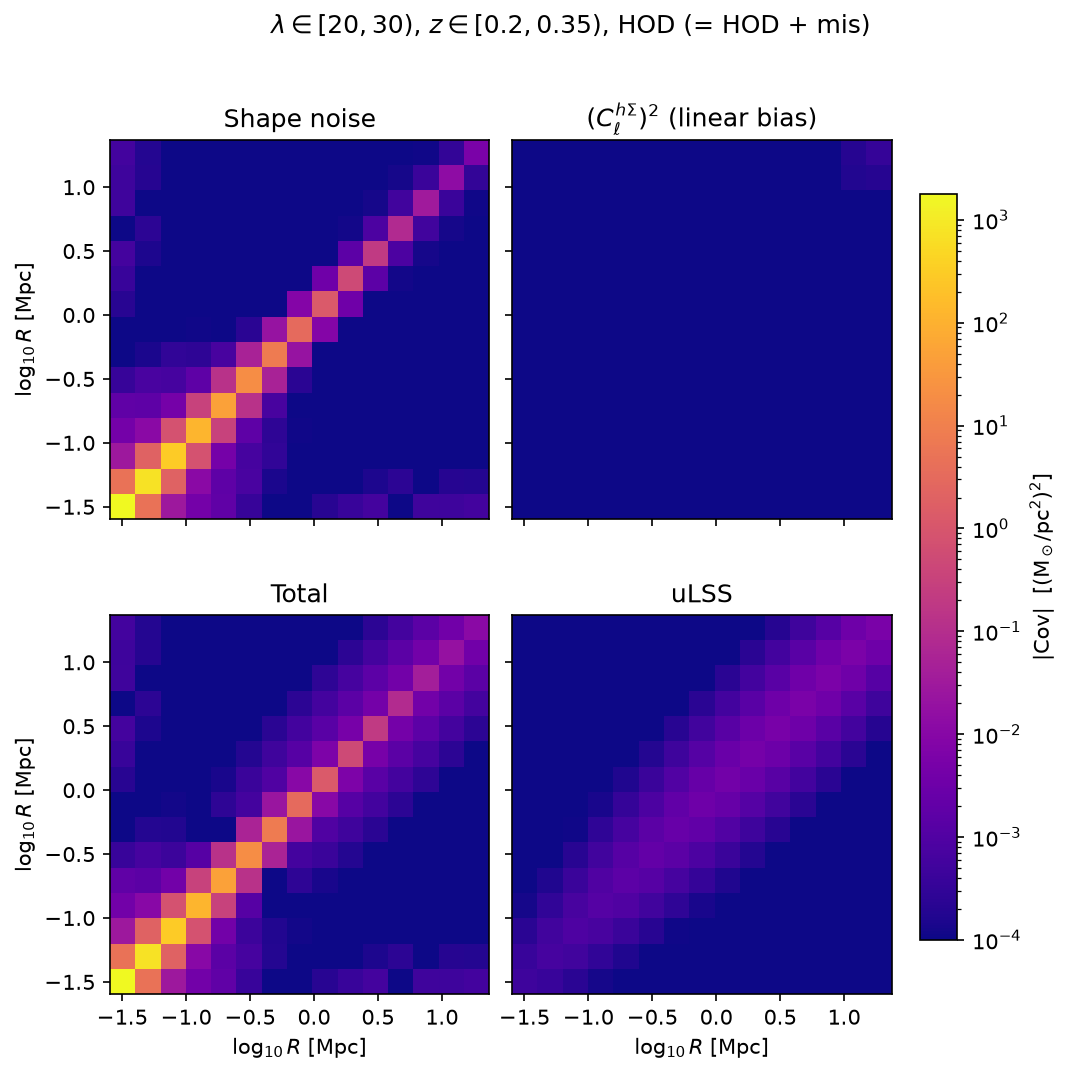 λ ∈ [20, 30), z ∈ [0.2, 0.35), HOD (= HOD + mis)
Shape noise
(C_ℓ^{hΣ})² (linear bias)
1.0
0.5
0.0
−0.5
−1.0
−1.5
log₁₀ R [Mpc]
Total
uLSS
1.0
0.5
0.0
−0.5
−1.0
−1.5
log₁₀ R [Mpc]
−1.5 −1.0 −0.5 0.0 0.5 1.0
log₁₀ R [Mpc]
−1.5 −1.0 −0.5 0.0 0.5 1.0
log₁₀ R [Mpc]
10³
10²
10¹
10⁰
10⁻¹
10⁻²
10⁻³
10⁻⁴
|Cov| [(M⊙/pc²)²]